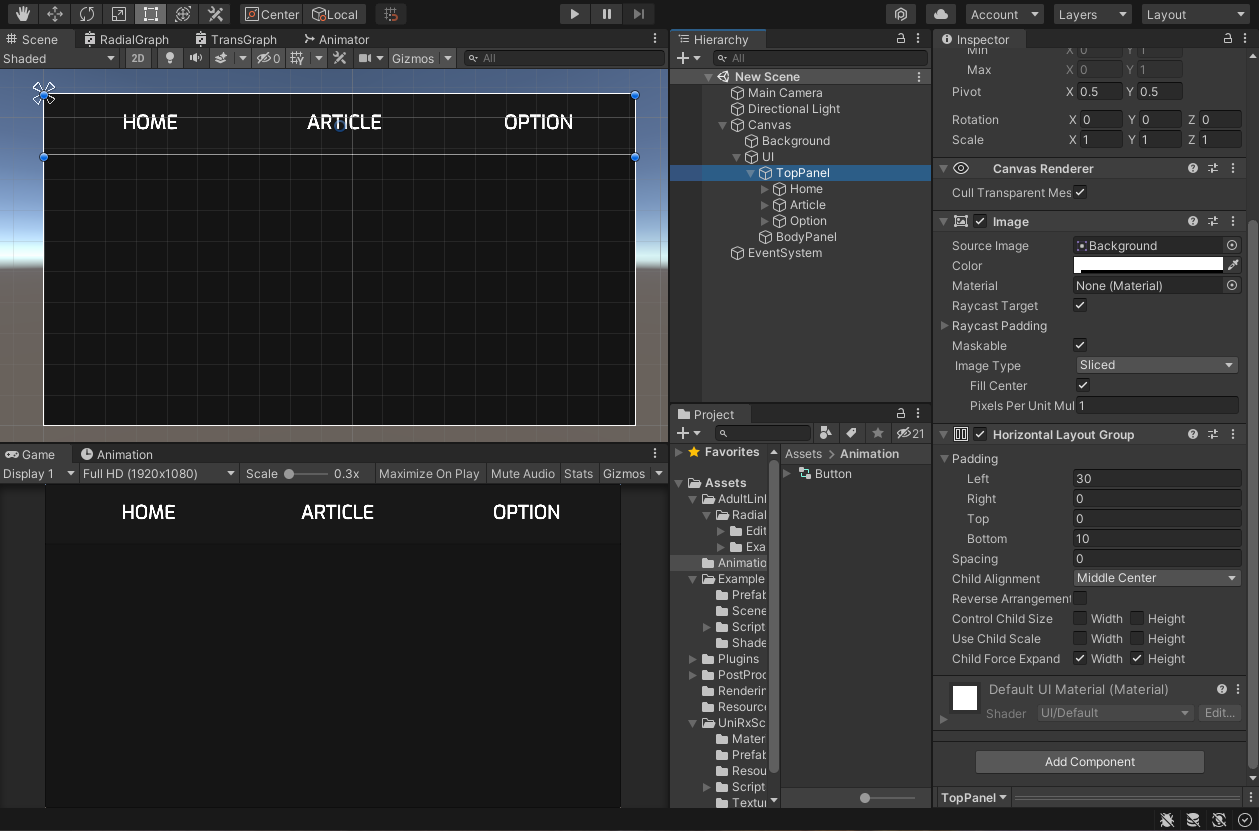 Center Local Account Layers Layout
Scene RadialGraph TransGraph Animator
Shaded 2D 0 Gizmos All
HOME ARTICLE OPTION
Game Animation
Display 1 Full HD (1920x1080) Scale 0.3x Maximize On Play Mute Audio Stats Gizmos
HOME ARTICLE OPTION
Hierarchy
All
New Scene
Main Camera
Directional Light
Canvas
Background
UI
TopPanel
Home
Article
Option
BodyPanel
EventSystem
Project
21
Favorites
Assets
AdultLinl
Radial
Edit
Exa
Animatio
Example
Prefab
Scene
Script
Shade
Plugins
PostProc
Renderin
Resourc
UniRxSc
Mater
Prefab
Resou
Script
Textur
Assets > Animation
Button
Inspector
Min X 0 Y 1
Max X 0 Y 1
Pivot X 0.5 Y 0.5
Rotation X 0 Y 0 Z 0
Scale X 1 Y 1 Z 1
Canvas Renderer
Cull Transparent Mes
Image
Source Image Background
Color
Material None (Material)
Raycast Target
Raycast Padding
Maskable
Image Type Sliced
Fill Center
Pixels Per Unit Mul 1
Horizontal Layout Group
Padding
Left 30
Right 0
Top 0
Bottom 10
Spacing 0
Child Alignment Middle Center
Reverse Arrangement
Control Child Size Width Height
Use Child Scale Width Height
Child Force Expand Width Height
Default UI Material (Material)
Shader UI/Default Edit...
Add Component
TopPanel